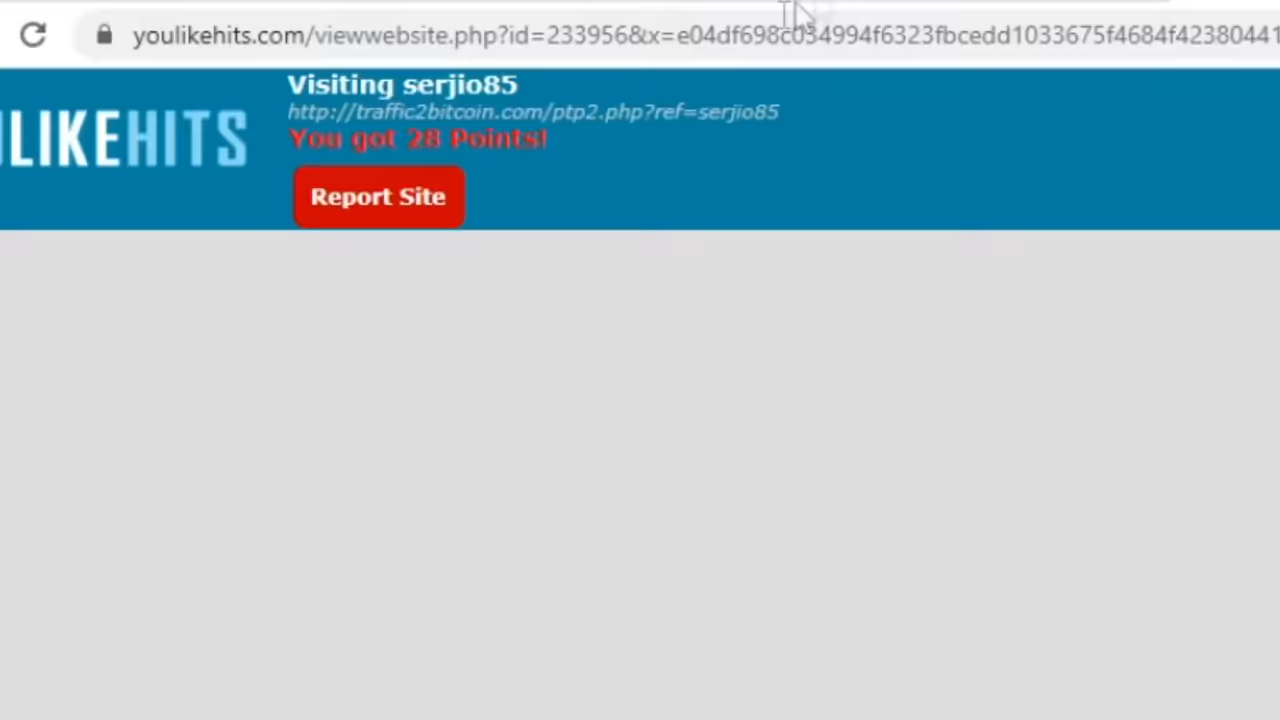 youlikehits.com/viewwebsite.php?id=233956&x=e04df698c034994f6323fbcedd1033675f4684f42380441
Visiting serjio85
http://traffic2bitcoin.com/ptp2.php?ref=serjio85
LIKEHITS
You got 28 Points!
Report Site